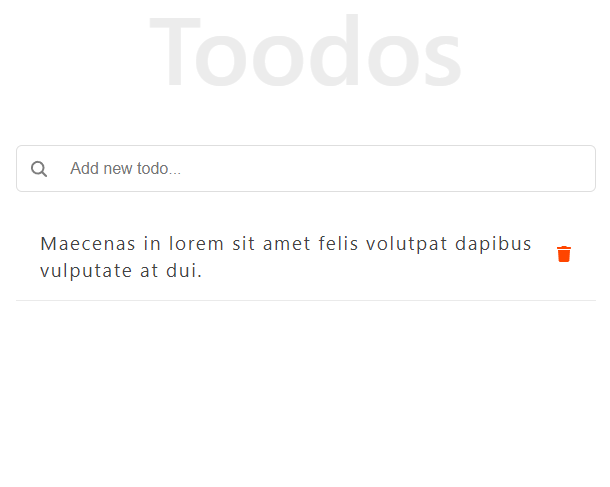 Toodos
Add new todo...
Maecenas in lorem sit amet felis volutpat dapibus
vulputate at dui.